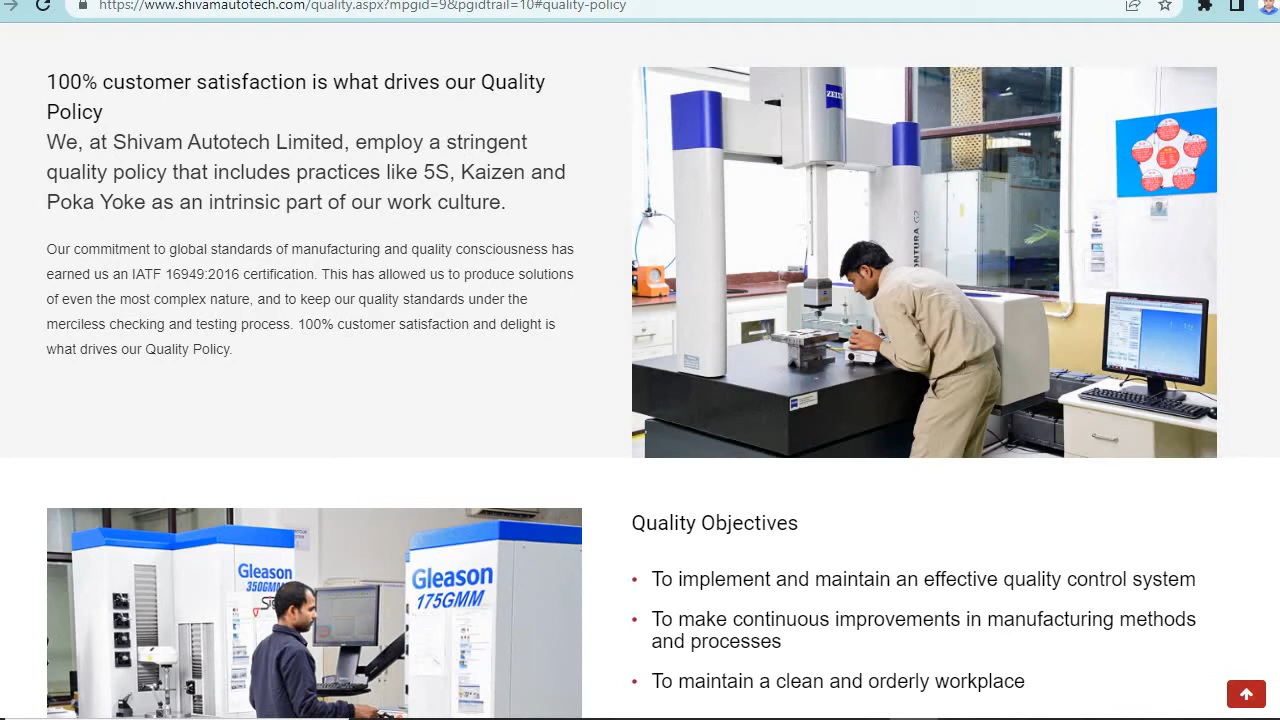 https://www.shivamautotech.com/quality.aspx?mpgid=9&pgidtrail=10#quality-policy
100% customer satisfaction is what drives our Quality
Policy
We, at Shivam Autotech Limited, employ a stringent
quality policy that includes practices like 5S, Kaizen and
Poka Yoke as an intrinsic part of our work culture.
Our commitment to global standards of manufacturing and quality consciousness has
earned us an IATF 16949:2016 certification. This has allowed us to produce solutions
of even the most complex nature, and to keep our quality standards under the
merciless checking and testing process. 100% customer satisfaction and delight is
what drives our Quality Policy.
ZEISS
Gleason
350GMM
Gleason
175GMM
Quality Objectives
• To implement and maintain an effective quality control system
• To make continuous improvements in manufacturing methods
and processes
• To maintain a clean and orderly workplace